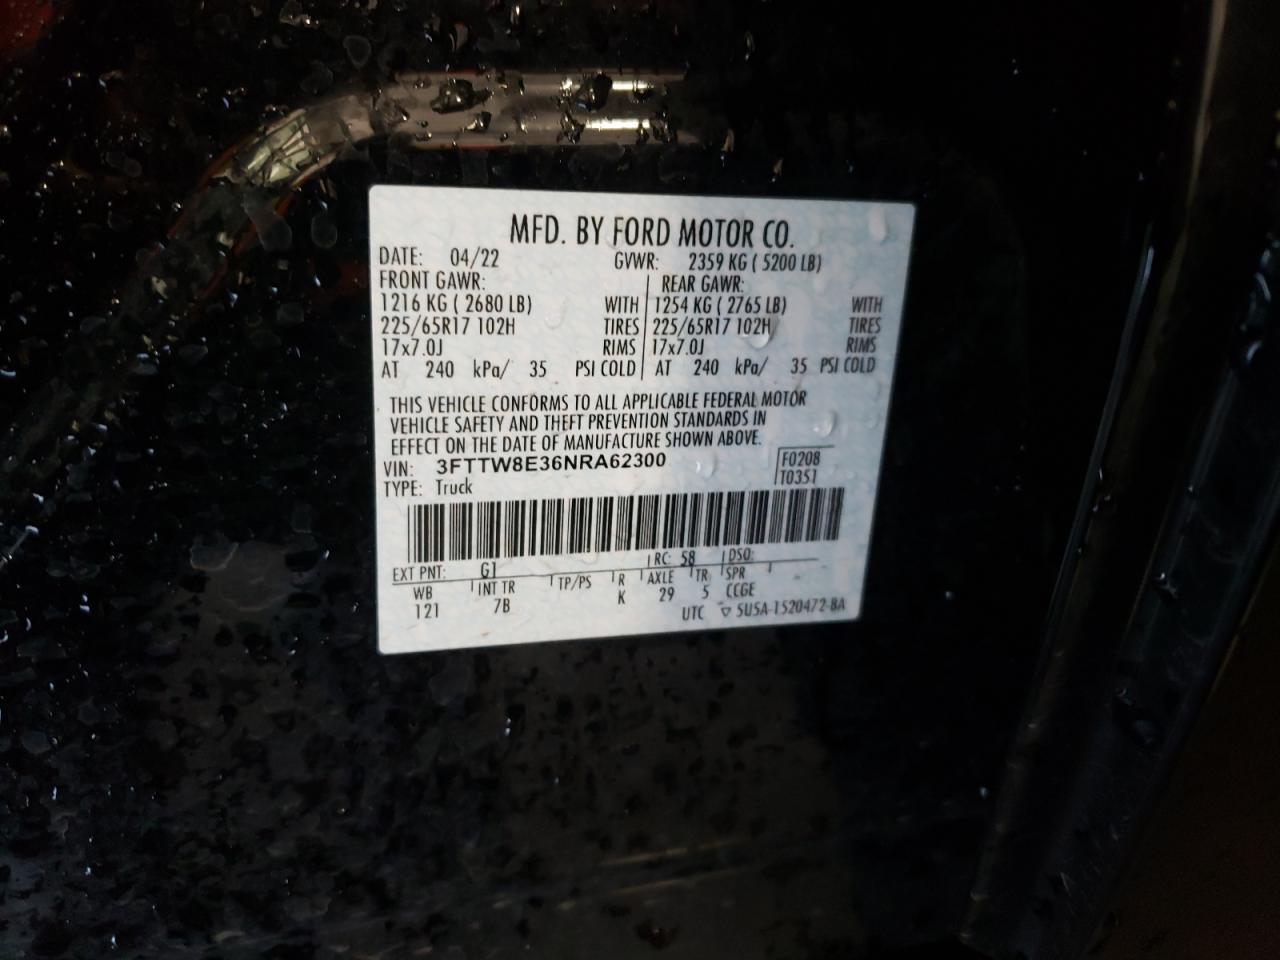 MFD. BY FORD MOTOR CO.
DATE: 04/22 GVWR: 2359 KG ( 5200 LB)
FRONT GAWR: REAR GAWR:
1216 KG ( 2680 LB) WITH 1254 KG ( 2765 LB) WITH
225/65R17 102H TIRES 225/65R17 102H TIRES
17x7.0J RIMS 17x7.0J RIMS
AT 240 kPa/ 35 PSI COLD AT 240 kPa/ 35 PSI COLD
THIS VEHICLE CONFORMS TO ALL APPLICABLE FEDERAL MOTOR
VEHICLE SAFETY AND THEFT PREVENTION STANDARDS IN
EFFECT ON THE DATE OF MANUFACTURE SHOWN ABOVE.
VIN: 3FTTW8E36NRA62300 F0208
TYPE: Truck T0351
EXT PNT: G1 RC: 58 DSO:
WB INT TR TP/PS R AXLE TR SPR
121 7B K 29 5 CCGE
UTC ▽ 5U5A-1520472-BA